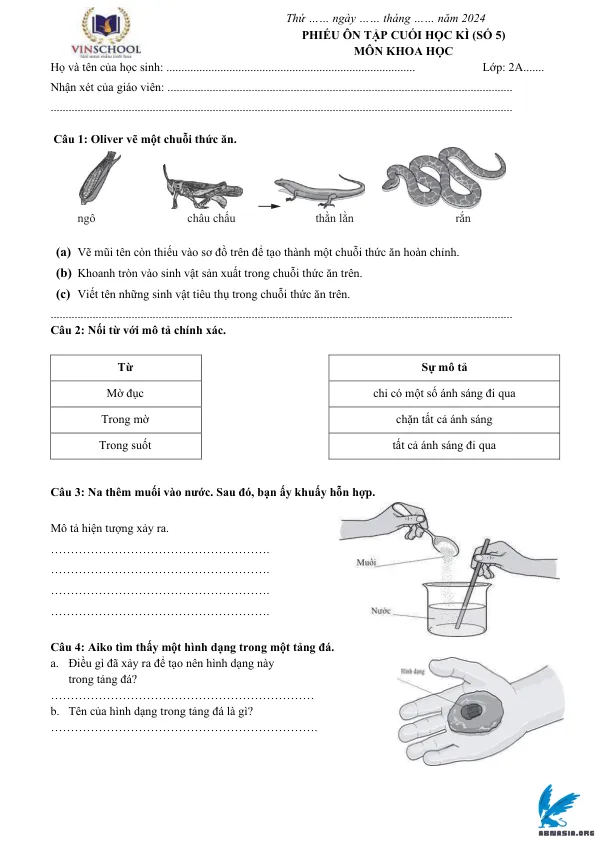 Thứ …… ngày …… tháng …… năm 2024
PHIẾU ÔN TẬP CUỐI HỌC KÌ (SỐ 5)
MÔN KHOA HỌC
VINSCHOOL
Họ và tên của học sinh: ................................................................................... Lớp: 2A.......
Nhận xét của giáo viên: ...................................................................................................................
..........................................................................................................................................................
Câu 1: Oliver vẽ một chuỗi thức ăn.
ngô châu chấu thằn lằn rắn
(a) Vẽ mũi tên còn thiếu vào sơ đồ trên để tạo thành một chuỗi thức ăn hoàn chỉnh.
(b) Khoanh tròn vào sinh vật sản xuất trong chuỗi thức ăn trên.
(c) Viết tên những sinh vật tiêu thụ trong chuỗi thức ăn trên.
..........................................................................................................................................................
Câu 2: Nối từ với mô tả chính xác.
Từ Sự mô tả
Mờ đục chỉ có một số ánh sáng đi qua
Trong mờ chặn tất cả ánh sáng
Trong suốt tất cả ánh sáng đi qua
Câu 3: Na thêm muối vào nước. Sau đó, bạn ấy khuấy hỗn hợp.
Mô tả hiện tượng xảy ra.
…………………………………………………
…………………………………………………
…………………………………………………
…………………………………………………
Muối
Nước
Câu 4: Aiko tìm thấy một hình dạng trong một tảng đá.
a. Điều gì đã xảy ra để tạo nên hình dạng này
trong tảng đá?
……………………………………………………………
b. Tên của hình dạng trong tảng đá là gì?
……………………………………………………………
Hình dạng
ABNASIA.ORG